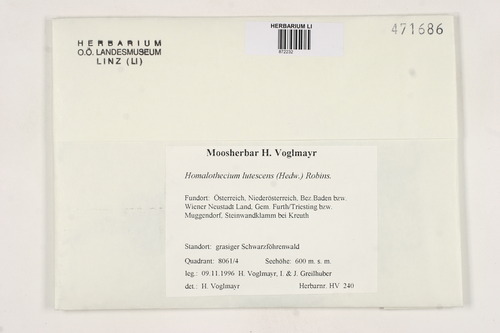 HERBARIUM
O.Ö. LANDESMUSEUM
LINZ (LI)
HERBARIUM LI
471686
Moosherbar H. Voglmayr
Homalothecium lutescens (Hedw.) Robins.
Fundort: Österreich, Niederösterreich, Bez.Baden bzw.
Wiener Neustadt Land, Gem. Furth/Triesting bzw.
Muggendorf, Steinwandklamm bei Kreuth
Standort: grasiger Schwarzföhrenwald
Quadrant: 8061/4 Seehöhe: 600 m. s. m.
leg.: 09.11.1996 H. Voglmayr, I. & J. Greilhuber
det.: H. Voglmayr Herbarnr. HV 240